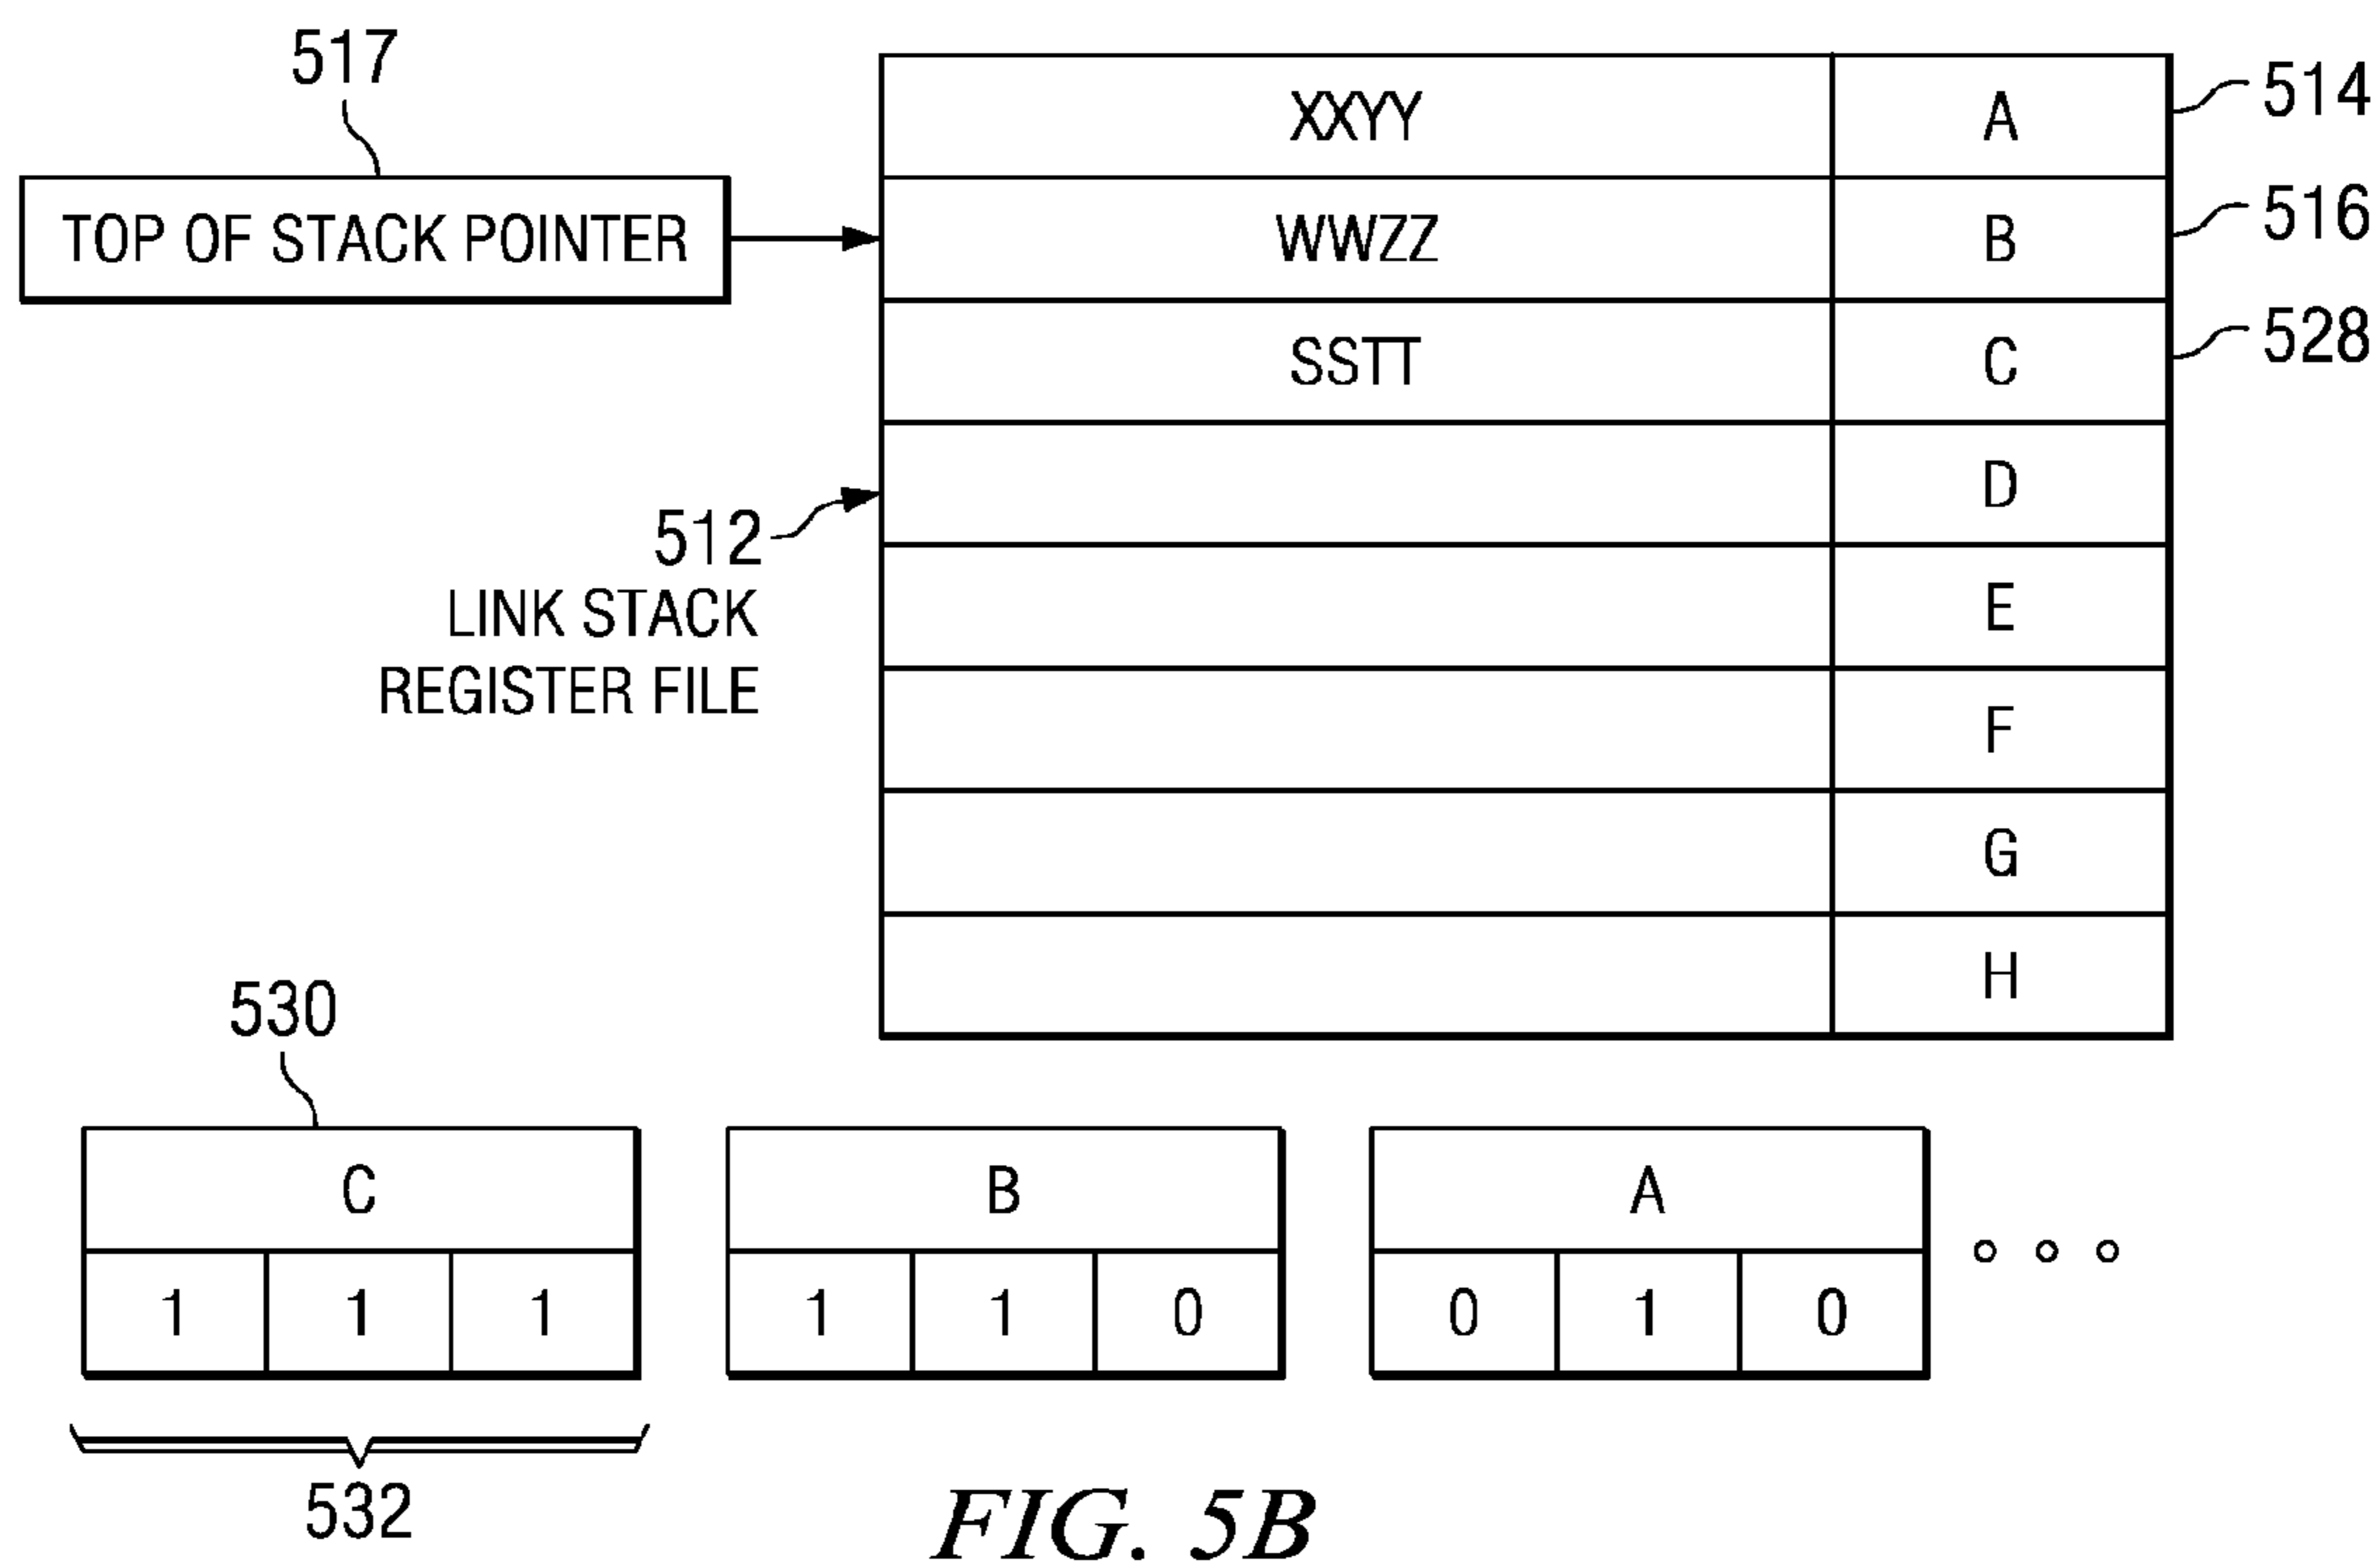 517
XXYY A 514
TOP OF STACK POINTER WWZZ B 516
SSTT C 528
D
512
LINK STACK E
REGISTER FILE F
G
H
530
C B A
1 1 1 1 1 0 0 1 0
532
FIG. 5B